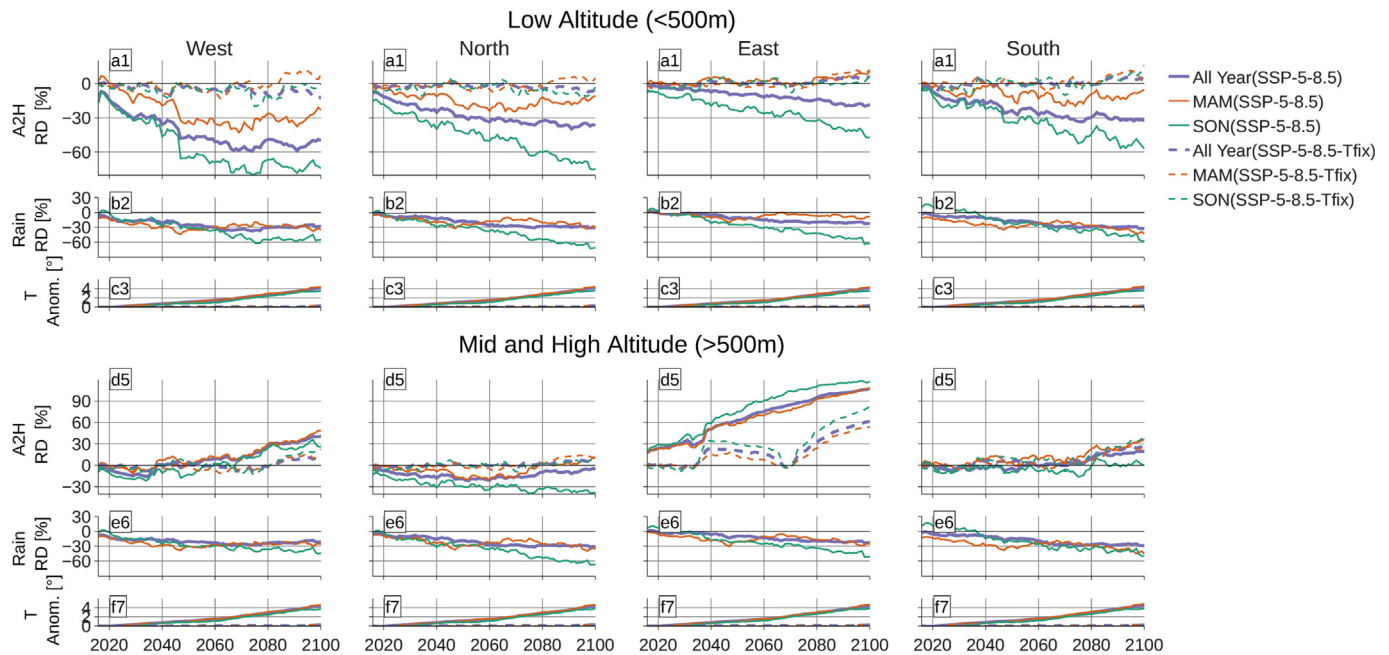 Low Altitude (<500m)
West North East South
a1 a1 a1 a1
A2H
RD [%]
0
−30
−60
b2 b2 b2 b2
Rain
RD [%]
30
0
−30
−60
c3 c3 c3 c3
T
Anom. [°]
4
2
0
Mid and High Altitude (>500m)
d5 d5 d5 d5
A2H
RD [%]
90
60
30
0
−30
e6 e6 e6 e6
Rain
RD [%]
30
0
−30
−60
f7 f7 f7 f7
T
Anom. [°]
4
2
0
2020 2040 2060 2080 2100 2020 2040 2060 2080 2100 2020 2040 2060 2080 2100 2020 2040 2060 2080 2100
All Year(SSP-5-8.5)
MAM(SSP-5-8.5)
SON(SSP-5-8.5)
All Year(SSP-5-8.5-Tfix)
MAM(SSP-5-8.5-Tfix)
SON(SSP-5-8.5-Tfix)